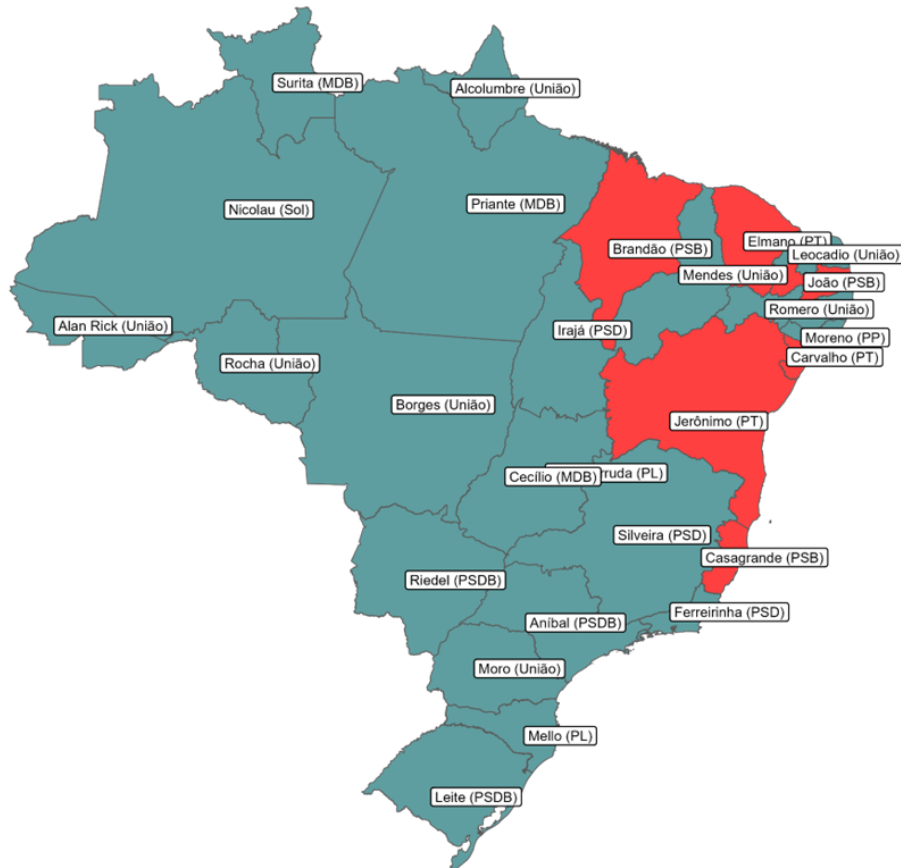 Surita (MDB)
Alcolumbre (União)
Nicolau (Sol)
Priante (MDB)
Elmano (PT)
Brandão (PSB)
Leocadio (União)
Mendes (União)
João (PSB)
Romero (União)
Alan Rick (União)
Irajá (PSD)
Moreno (PP)
Carvalho (PT)
Rocha (União)
Borges (União)
Jerônimo (PT)
Cecílio (MDB)
(PL)
Silveira (PSD)
Casagrande (PSB)
Riedel (PSDB)
Ferreirinha (PSD)
Aníbal (PSDB)
Moro (União)
Mello (PL)
Leite (PSDB)